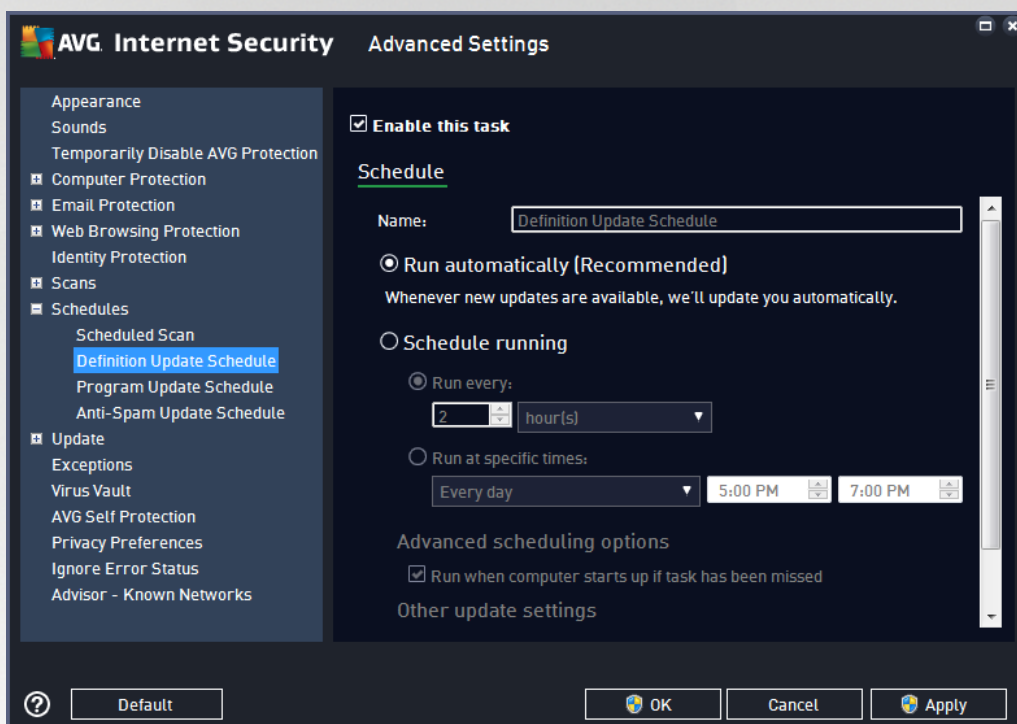 AVG. Internet Security Advanced Settings
Appearance
Sounds
Temporarily Disable AVG Protection
Computer Protection
Email Protection
Web Browsing Protection
Identity Protection
Scans
Schedules
Scheduled Scan
Definition Update Schedule
Program Update Schedule
Anti-Spam Update Schedule
Update
Exceptions
Virus Vault
AVG Self Protection
Privacy Preferences
Ignore Error Status
Advisor - Known Networks
Enable this task
Schedule
Name: Definition Update Schedule
Run automatically (Recommended)
Whenever new updates are available, we'll update you automatically.
Schedule running
Run every:
2 hour(s)
Run at specific times:
Every day 5:00 PM 7:00 PM
Advanced scheduling options
Run when computer starts up if task has been missed
Other update settings
? Default OK Cancel Apply